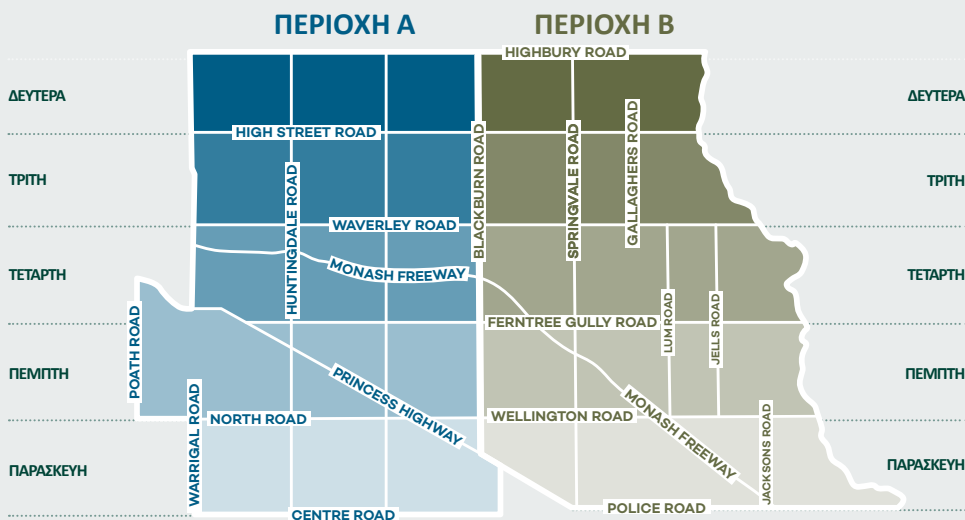 ΠΕΡΙΟΧΗ Α
ΠΕΡΙΟΧΗ Β
HIGHBURY ROAD
ΔΕΥΤΕΡΑ
ΔΕΥΤΕΡΑ
HIGH STREET ROAD
BLACKBURN ROAD
SPRINGVALE ROAD
GALLAGHERS ROAD
ΤΡΙΤΗ
ΤΡΙΤΗ
HUNTINGDALE ROAD
WAVERLEY ROAD
ΤΕΤΑΡΤΗ
MONASH FREEWAY
ΤΕΤΑΡΤΗ
FERNTREE GULLY ROAD
LUM ROAD
JELLS ROAD
POATH ROAD
ΠΕΜΠΤΗ
PRINCESS HIGHWAY
ΠΕΜΠΤΗ
WARRIGAL ROAD
NORTH ROAD
WELLINGTON ROAD
MONASH FREEWAY
JACKSONS ROAD
ΠΑΡΑΣΚΕΥΗ
ΠΑΡΑΣΚΕΥΗ
CENTRE ROAD
POLICE ROAD